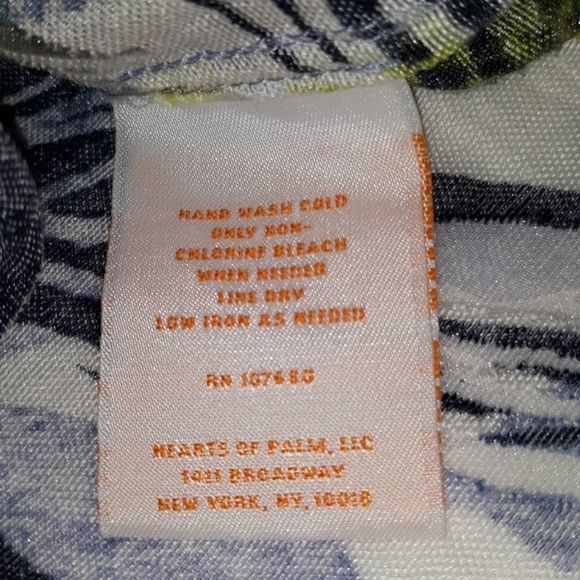 HAND WASH COLD
ONLY NON-
CHLORINE BLEACH
WHEN NEEDED
LINE DRY
LOW IRON AS NEEDED
RN 107680
HEARTS OF PALM, LLC
1411 BROADWAY
NEW YORK, NY, 10018